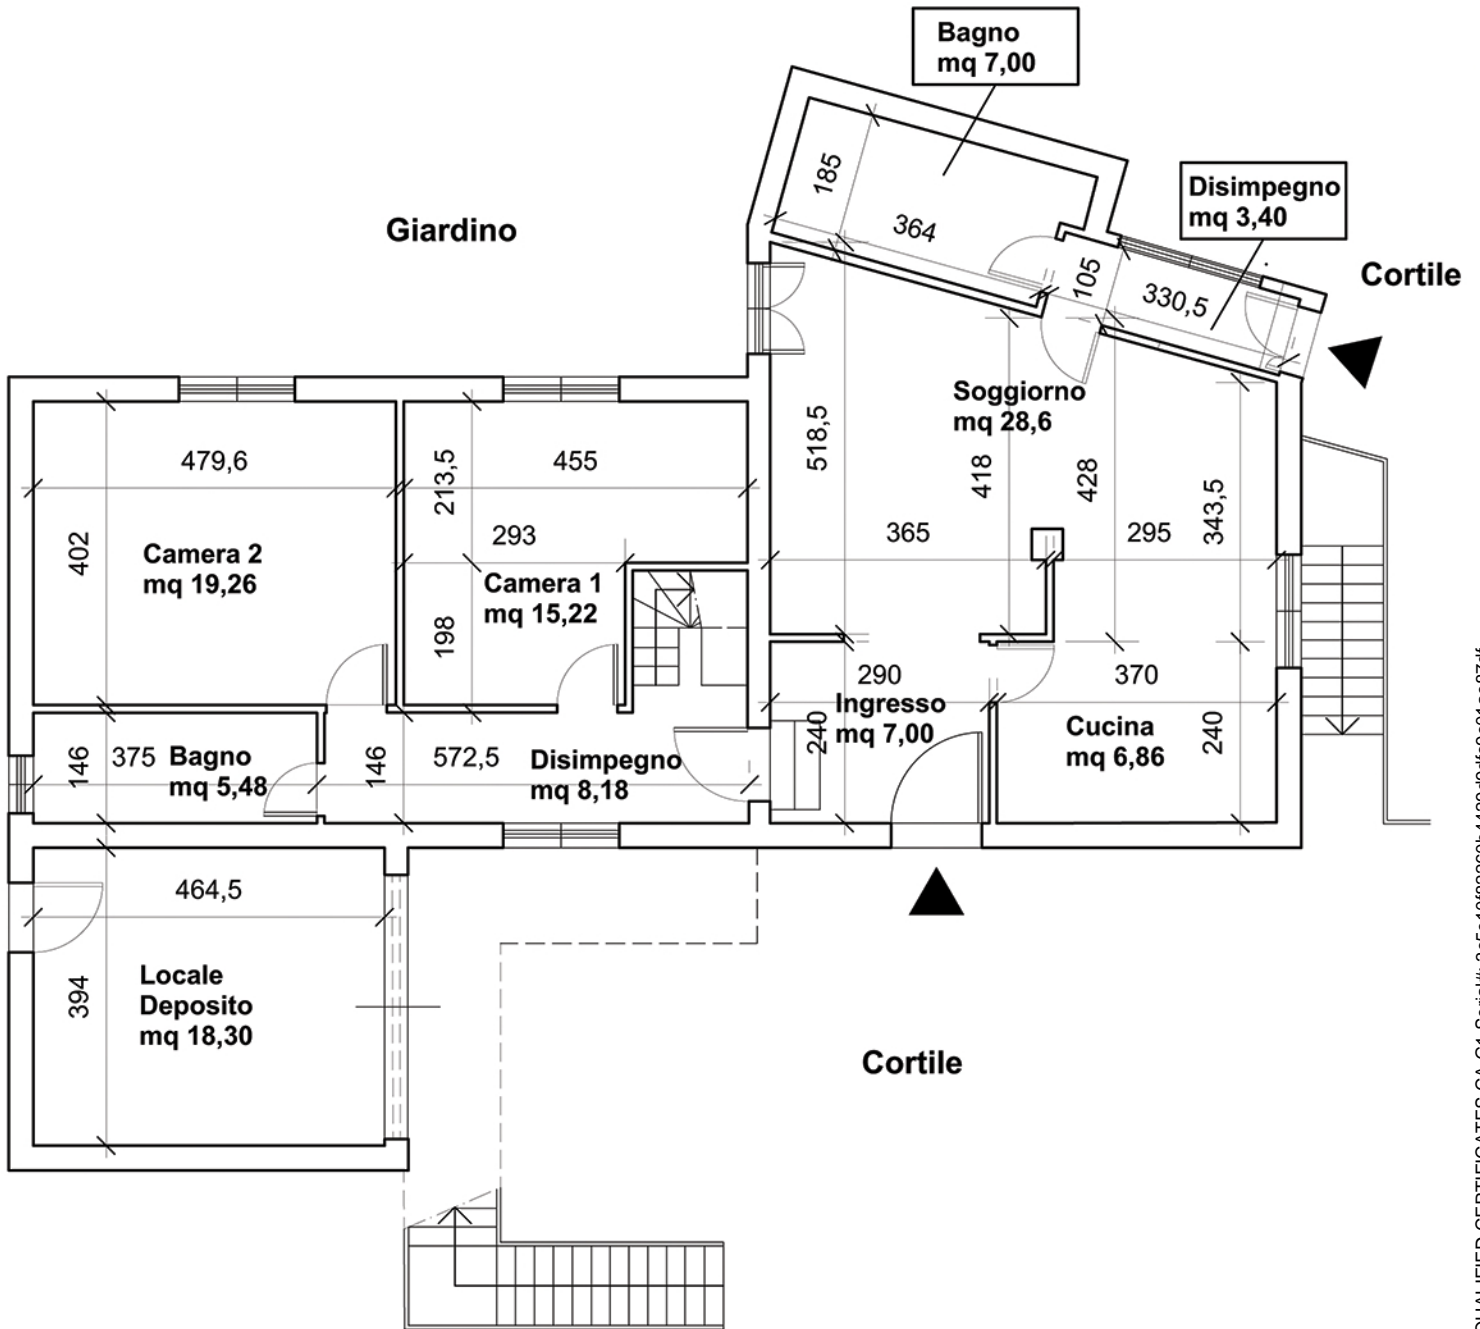 Bagno
mq 7,00
Disimpegno
mq 3,40
Giardino
Cortile
185
364
105
330,5
Soggiorno
mq 28,6
518,5
418
428
343,5
365
295
479,6
402
Camera 2
mq 19,26
213,5
455
293
Camera 1
mq 15,22
198
290
Ingresso
mq 7,00
240
370
Cucina
mq 6,86
240
146
375
Bagno
mq 5,48
146
572,5
Disimpegno
mq 8,18
464,5
394
Locale
Deposito
mq 18,30
Cortile